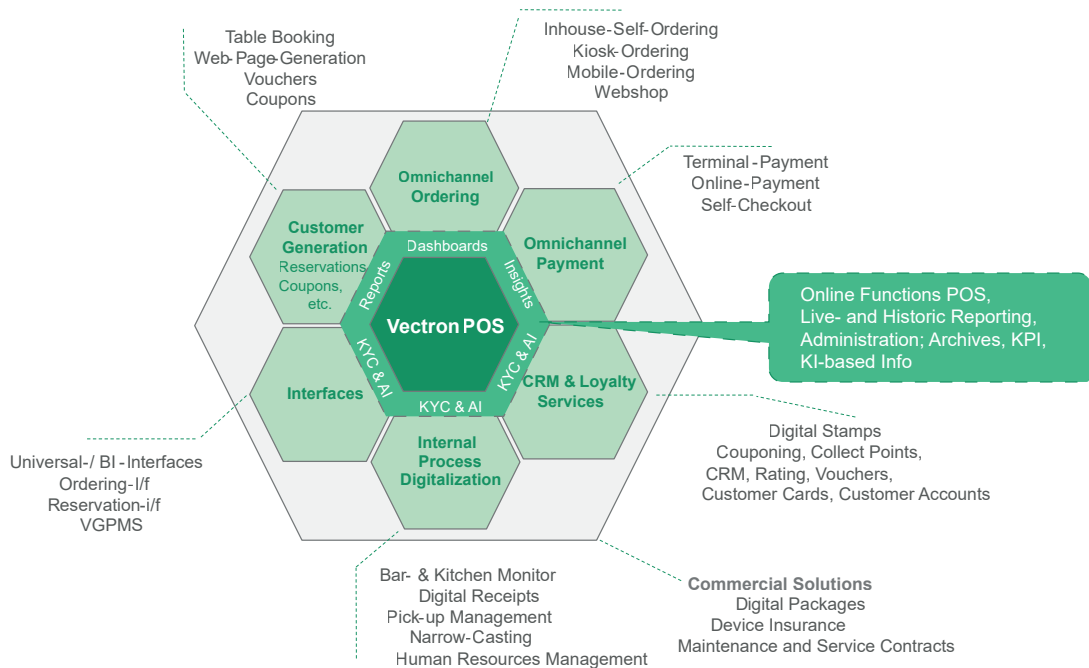 Table Booking
Web-Page-Generation
Vouchers
Coupons
Inhouse-Self-Ordering
Kiosk-Ordering
Mobile-Ordering
Webshop
Terminal-Payment
Online-Payment
Self-Checkout
Omnichannel
Ordering
Customer
Generation
Reservations
Coupons,
etc.
Omnichannel
Payment
Dashboards
Reports
Insights
Vectron POS
KYC & AI
KYC & AI
KYC & AI
Online Functions POS,
Live- and Historic Reporting,
Administration; Archives, KPI,
KI-based Info
Interfaces
CRM & Loyalty
Services
Internal
Process
Digitalization
Universal-/ BI-Interfaces
Ordering-I/f
Reservation-i/f
VGPMS
Digital Stamps
Couponing, Collect Points,
CRM, Rating, Vouchers,
Customer Cards, Customer Accounts
Bar- & Kitchen Monitor
Digital Receipts
Pick-up Management
Narrow-Casting
Human Resources Management
Commercial Solutions
Digital Packages
Device Insurance
Maintenance and Service Contracts